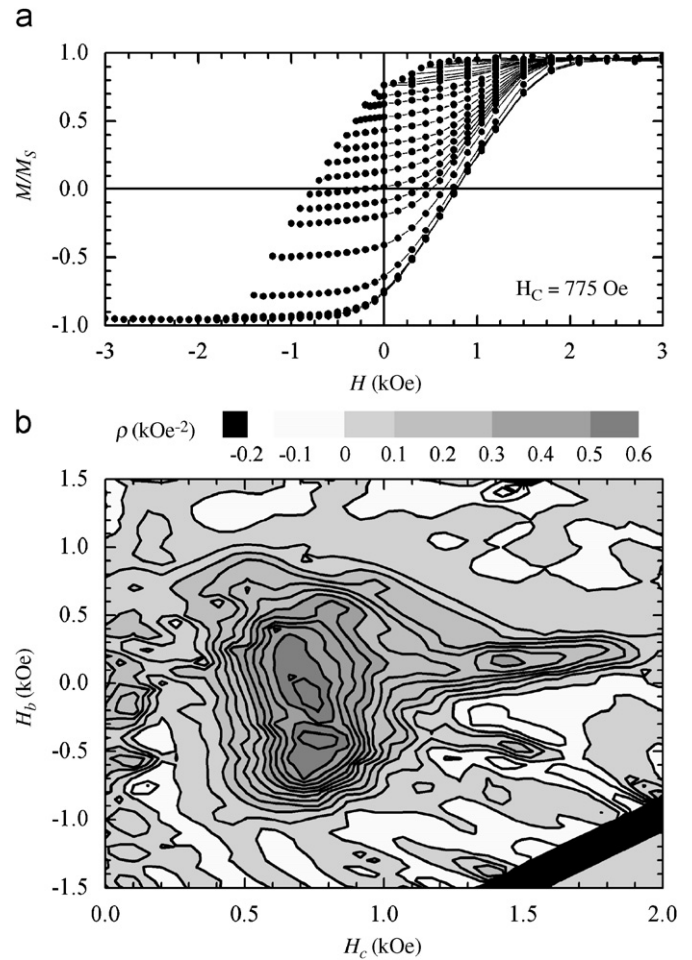 a
1.0
0.5
0.0
-0.5
-1.0
M/M_S
H_C = 775 Oe
-3 -2 -1 0 1 2 3
H (kOe)
b
ρ (kOe⁻²)
-0.2 -0.1 0 0.1 0.2 0.3 0.4 0.5 0.6
1.5
1.0
0.5
0.0
-0.5
-1.0
-1.5
H_b (kOe)
0.0 0.5 1.0 1.5 2.0
H_c (kOe)